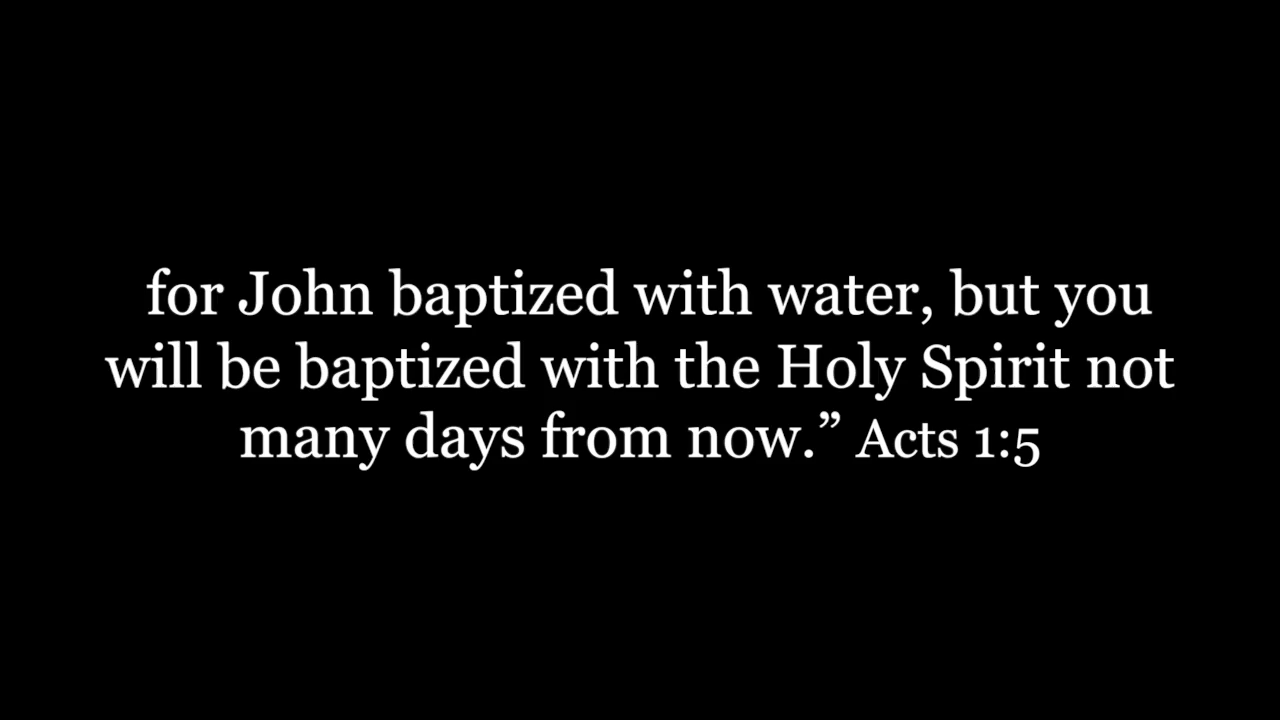 for John baptized with water, but you
will be baptized with the Holy Spirit not
many days from now.” Acts 1:5